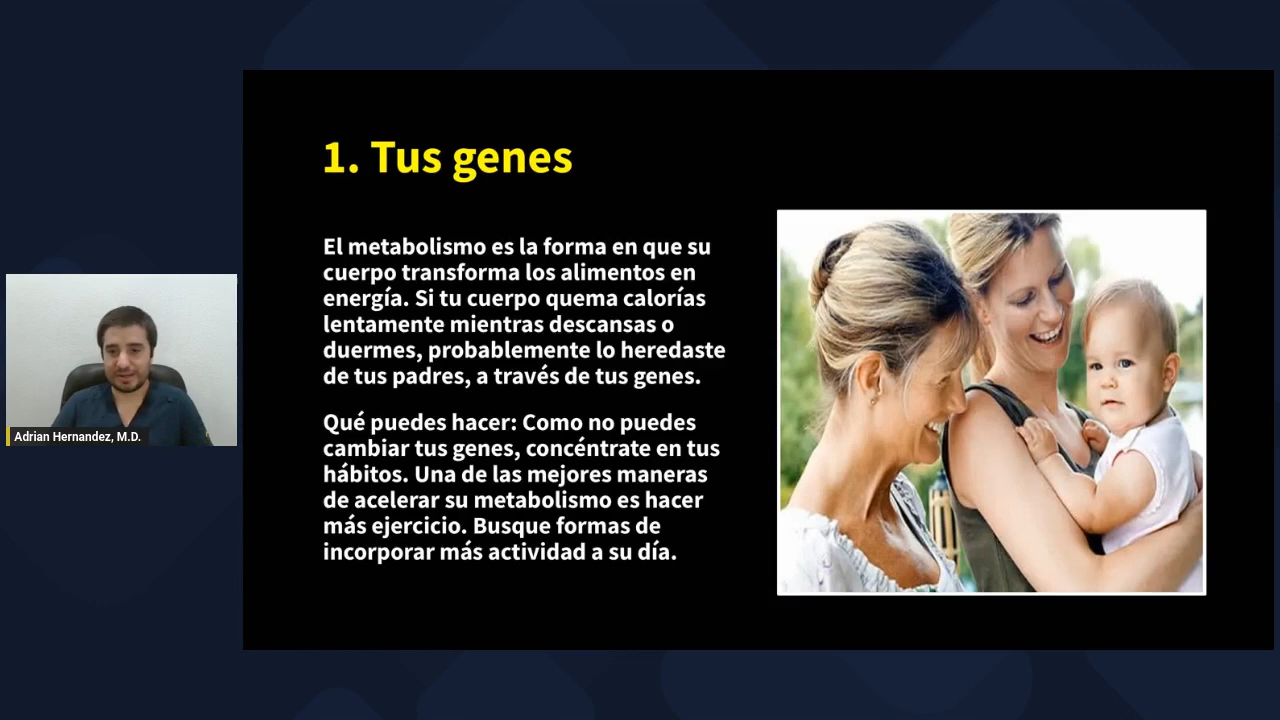 1. Tus genes
El metabolismo es la forma en que su
cuerpo transforma los alimentos en
energía. Si tu cuerpo quema calorías
lentamente mientras descansas o
duermes, probablemente lo heredaste
de tus padres, a través de tus genes.
Qué puedes hacer: Como no puedes
cambiar tus genes, concéntrate en tus
hábitos. Una de las mejores maneras
de acelerar su metabolismo es hacer
más ejercicio. Busque formas de
incorporar más actividad a su día.
Adrian Hernandez, M.D.